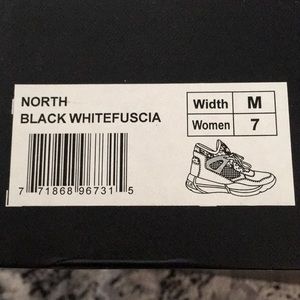 NORTH
BLACK WHITEFUSCIA
Width M
Women 7
7 71868 96731 5